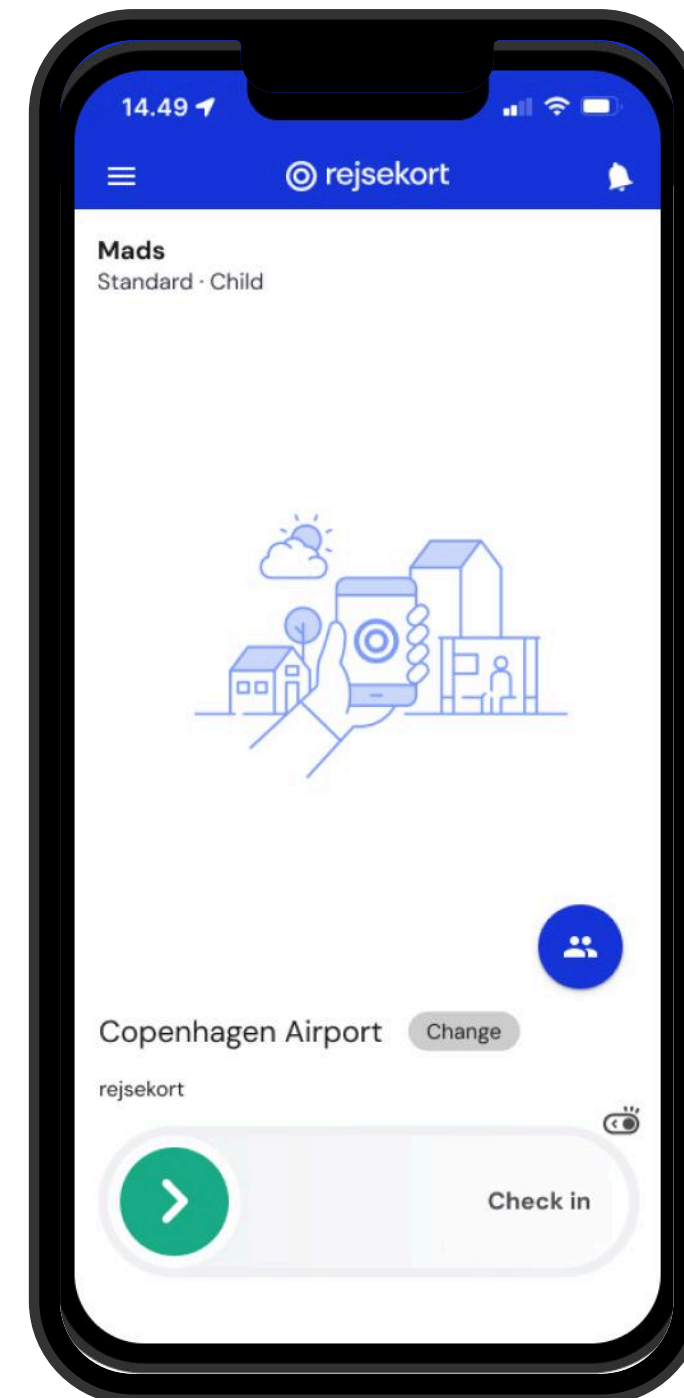 14.49
rejsekort
Mads
Standard · Child
Copenhagen Airport Change
rejsekort
Check in